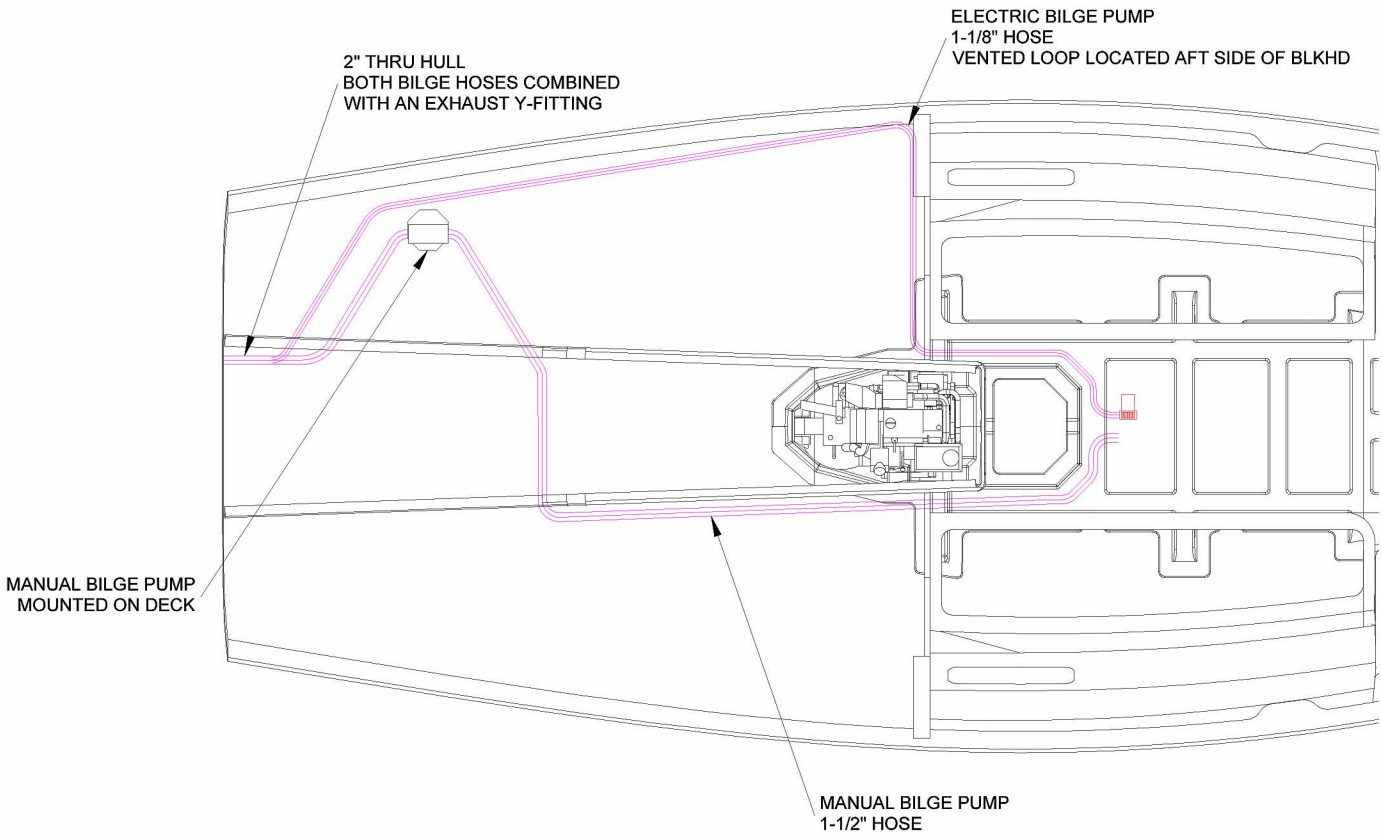 ELECTRIC BILGE PUMP
1-1/8" HOSE
VENTED LOOP LOCATED AFT SIDE OF BLKHD
2" THRU HULL
BOTH BILGE HOSES COMBINED
WITH AN EXHAUST Y-FITTING
MANUAL BILGE PUMP
MOUNTED ON DECK
MANUAL BILGE PUMP
1-1/2" HOSE